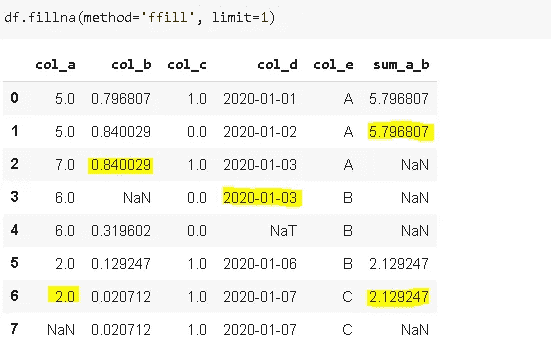 df.fillna(method='ffill', limit=1)
col_a col_b col_c col_d col_e sum_a_b
0 5.0 0.796807 1.0 2020-01-01 A 5.796807
1 5.0 0.840029 0.0 2020-01-02 A 5.796807
2 7.0 0.840029 1.0 2020-01-03 A NaN
3 6.0 NaN 0.0 2020-01-03 B NaN
4 6.0 0.319602 0.0 NaT B NaN
5 2.0 0.129247 1.0 2020-01-06 B 2.129247
6 2.0 0.020712 1.0 2020-01-07 C 2.129247
7 NaN 0.020712 1.0 2020-01-07 C NaN